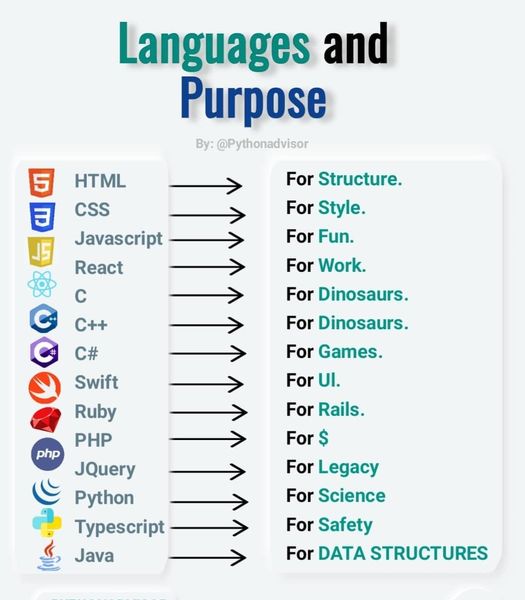 Languages and
Purpose
By: @Pythonadvisor
HTML For Structure.
CSS For Style.
Javascript For Fun.
React For Work.
C For Dinosaurs.
C++ For Dinosaurs.
C# For Games.
Swift For UI.
Ruby For Rails.
PHP For $
JQuery For Legacy
Python For Science
Typescript For Safety
Java For DATA STRUCTURES